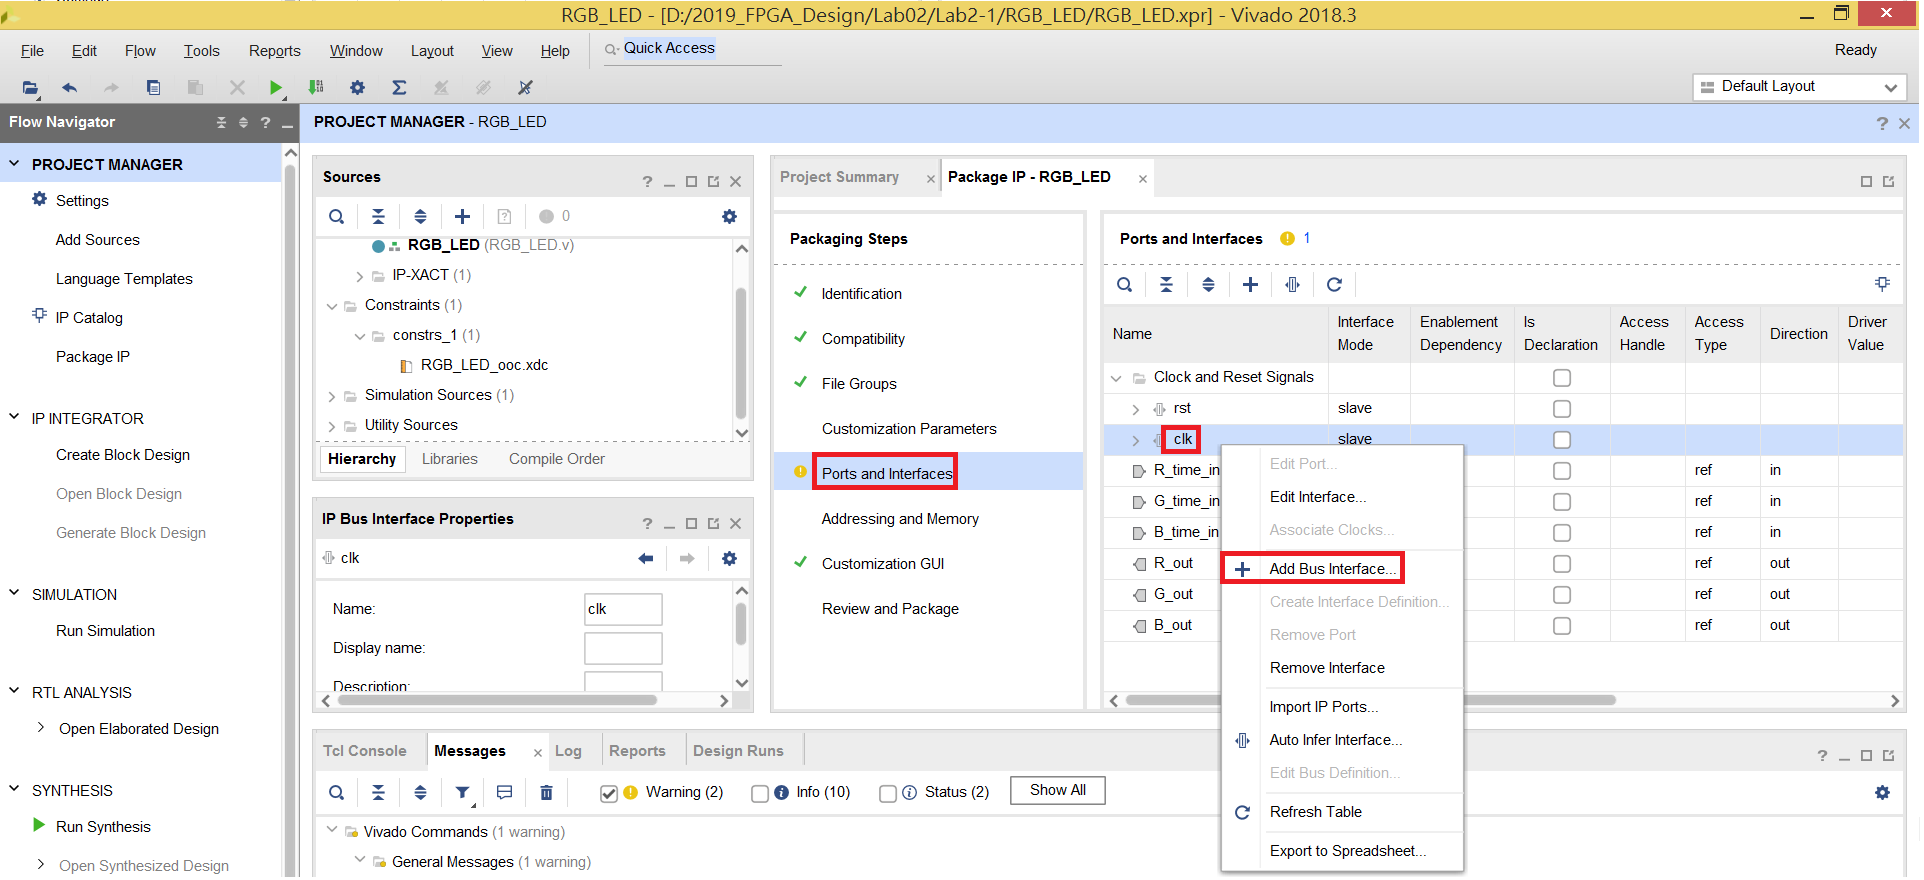 RGB_LED - [D:/2019_FPGA_Design/Lab02/Lab2-1/RGB_LED/RGB_LED.xpr] - Vivado 2018.3
File Edit Flow Tools Reports Window Layout View Help Quick Access Ready
Default Layout
Flow Navigator
PROJECT MANAGER
Settings
Add Sources
Language Templates
IP Catalog
Package IP
IP INTEGRATOR
Create Block Design
Open Block Design
Generate Block Design
SIMULATION
Run Simulation
RTL ANALYSIS
Open Elaborated Design
SYNTHESIS
Run Synthesis
Open Synthesized Design
PROJECT MANAGER - RGB_LED
Sources
0
RGB_LED (RGB_LED.v)
IP-XACT (1)
Constraints (1)
constrs_1 (1)
RGB_LED_ooc.xdc
Simulation Sources (1)
Utility Sources
Hierarchy Libraries Compile Order
IP Bus Interface Properties
clk
Name: clk
Display name:
Description:
Project Summary Package IP - RGB_LED
Packaging Steps
Identification
Compatibility
File Groups
Customization Parameters
Ports and Interfaces
Addressing and Memory
Customization GUI
Review and Package
Ports and Interfaces 1
Name Interface Mode Enablement Dependency Is Declaration Access Handle Access Type Direction Driver Value
Clock and Reset Signals
rst slave
clk slave
R_time_in ref in
G_time_in ref in
B_time_in ref in
R_out ref out
G_out ref out
B_out ref out
Edit Port...
Edit Interface...
Associate Clocks...
Add Bus Interface...
Create Interface Definition...
Remove Port
Remove Interface
Import IP Ports...
Auto Infer Interface...
Edit Bus Definition...
Refresh Table
Export to Spreadsheet...
Tcl Console Messages Log Reports Design Runs
Warning (2) Info (10) Status (2) Show All
Vivado Commands (1 warning)
General Messages (1 warning)